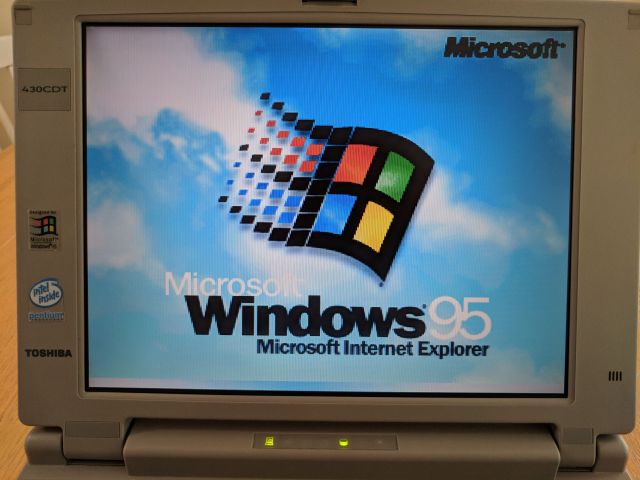 Microsoft
430CDT
Designed for
Microsoft
Windows 95
intel
inside
pentium
TOSHIBA
Microsoft
Windows 95
Microsoft Internet Explorer